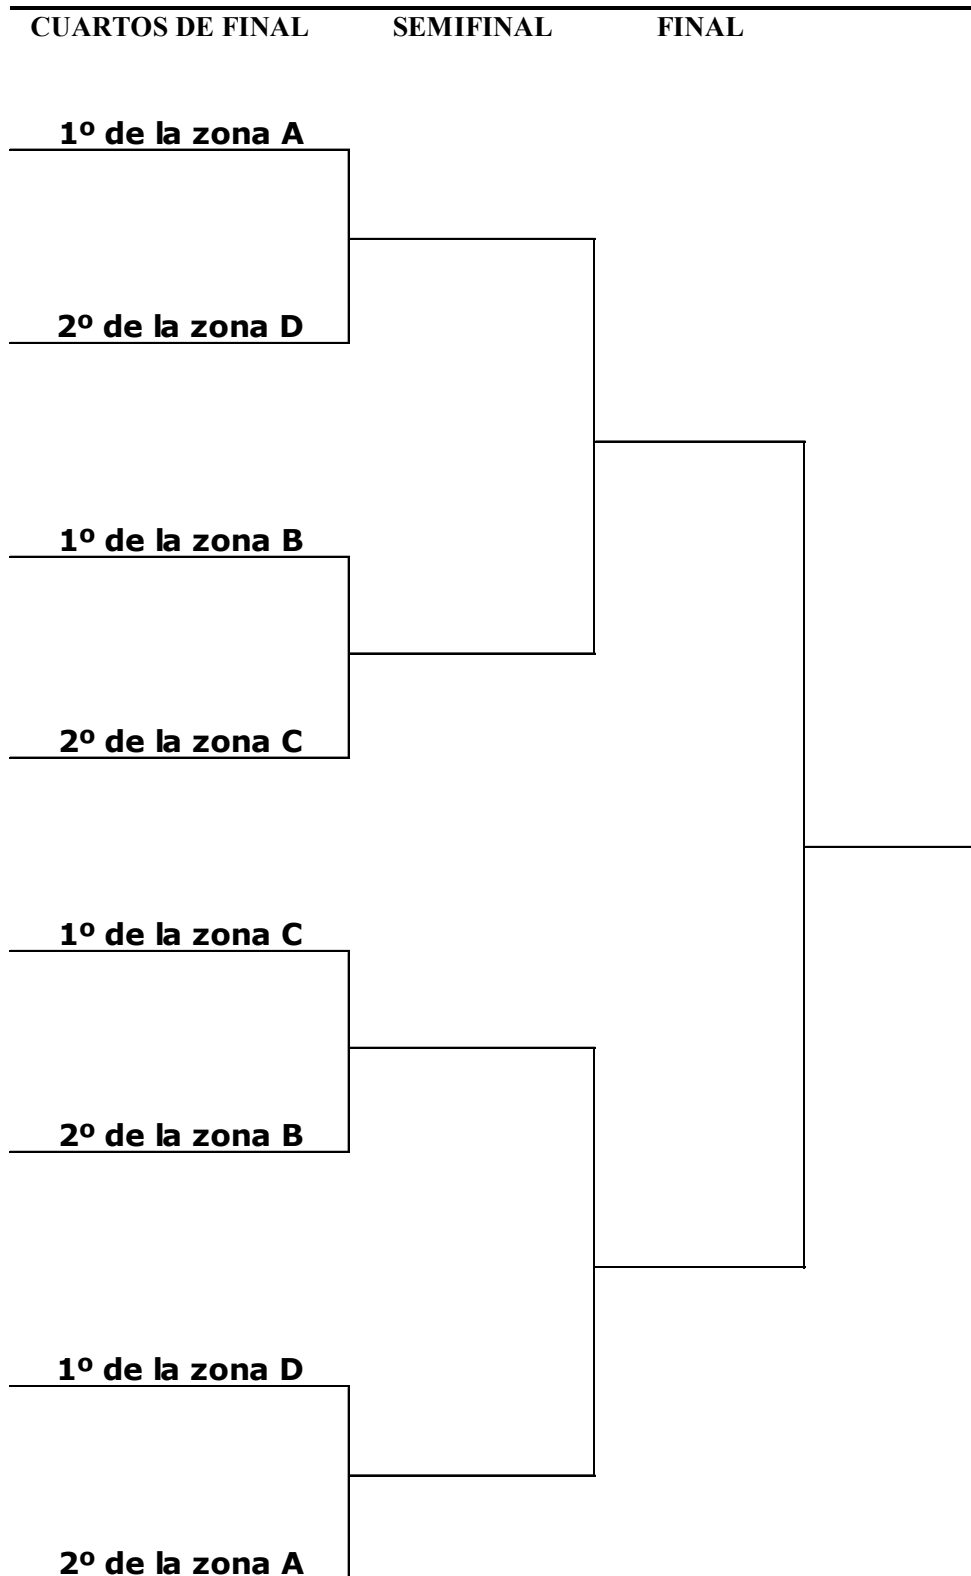 CUARTOS DE FINAL SEMIFINAL FINAL
1º de la zona A
2º de la zona D
1º de la zona B
2º de la zona C
1º de la zona C
2º de la zona B
1º de la zona D
2º de la zona A